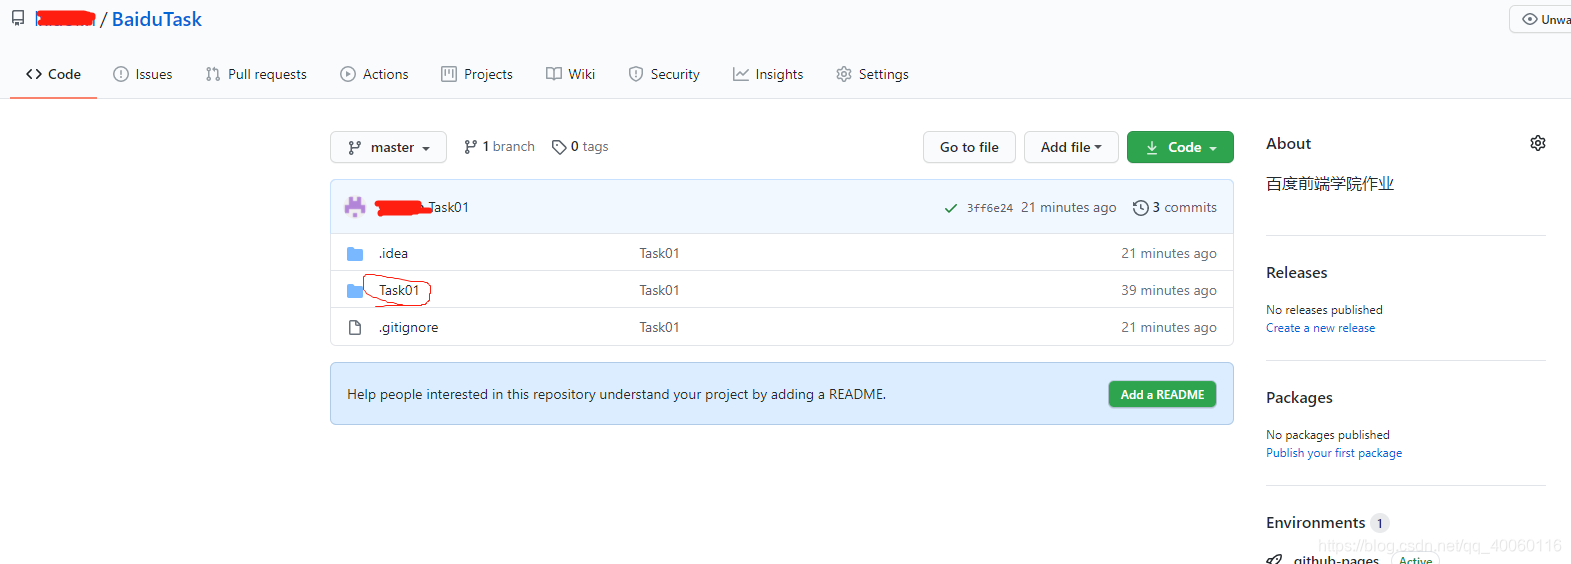 / BaiduTask
Unwa
Code Issues Pull requests Actions Projects Wiki Security Insights Settings
master 1 branch 0 tags Go to file Add file Code
Task01 3ff6e24 21 minutes ago 3 commits
.idea Task01 21 minutes ago
Task01 Task01 39 minutes ago
.gitignore Task01 21 minutes ago
Help people interested in this repository understand your project by adding a README. Add a README
About
百度前端学院作业
Releases
No releases published
Create a new release
Packages
No packages published
Publish your first package
Environments 1
github-pages Active
https://blog.csdn.net/qq_40060116